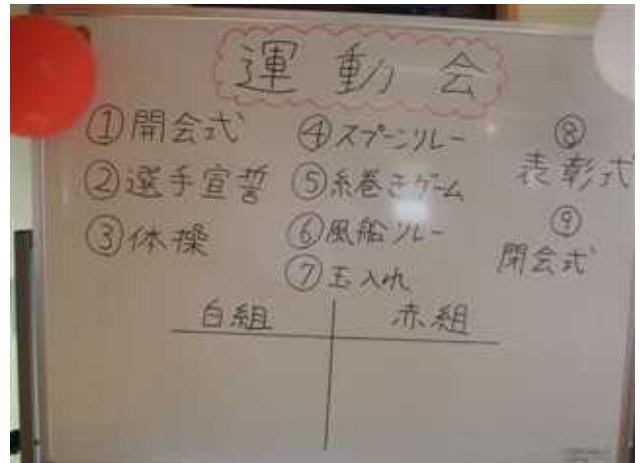 運動会
①開会式
②選手宣誓
③体操
④スプーンリレー
⑤糸巻きゲーム
⑥風船リレー
⑦玉入れ
⑧
表彰式
⑨
閉会式
白組 赤組